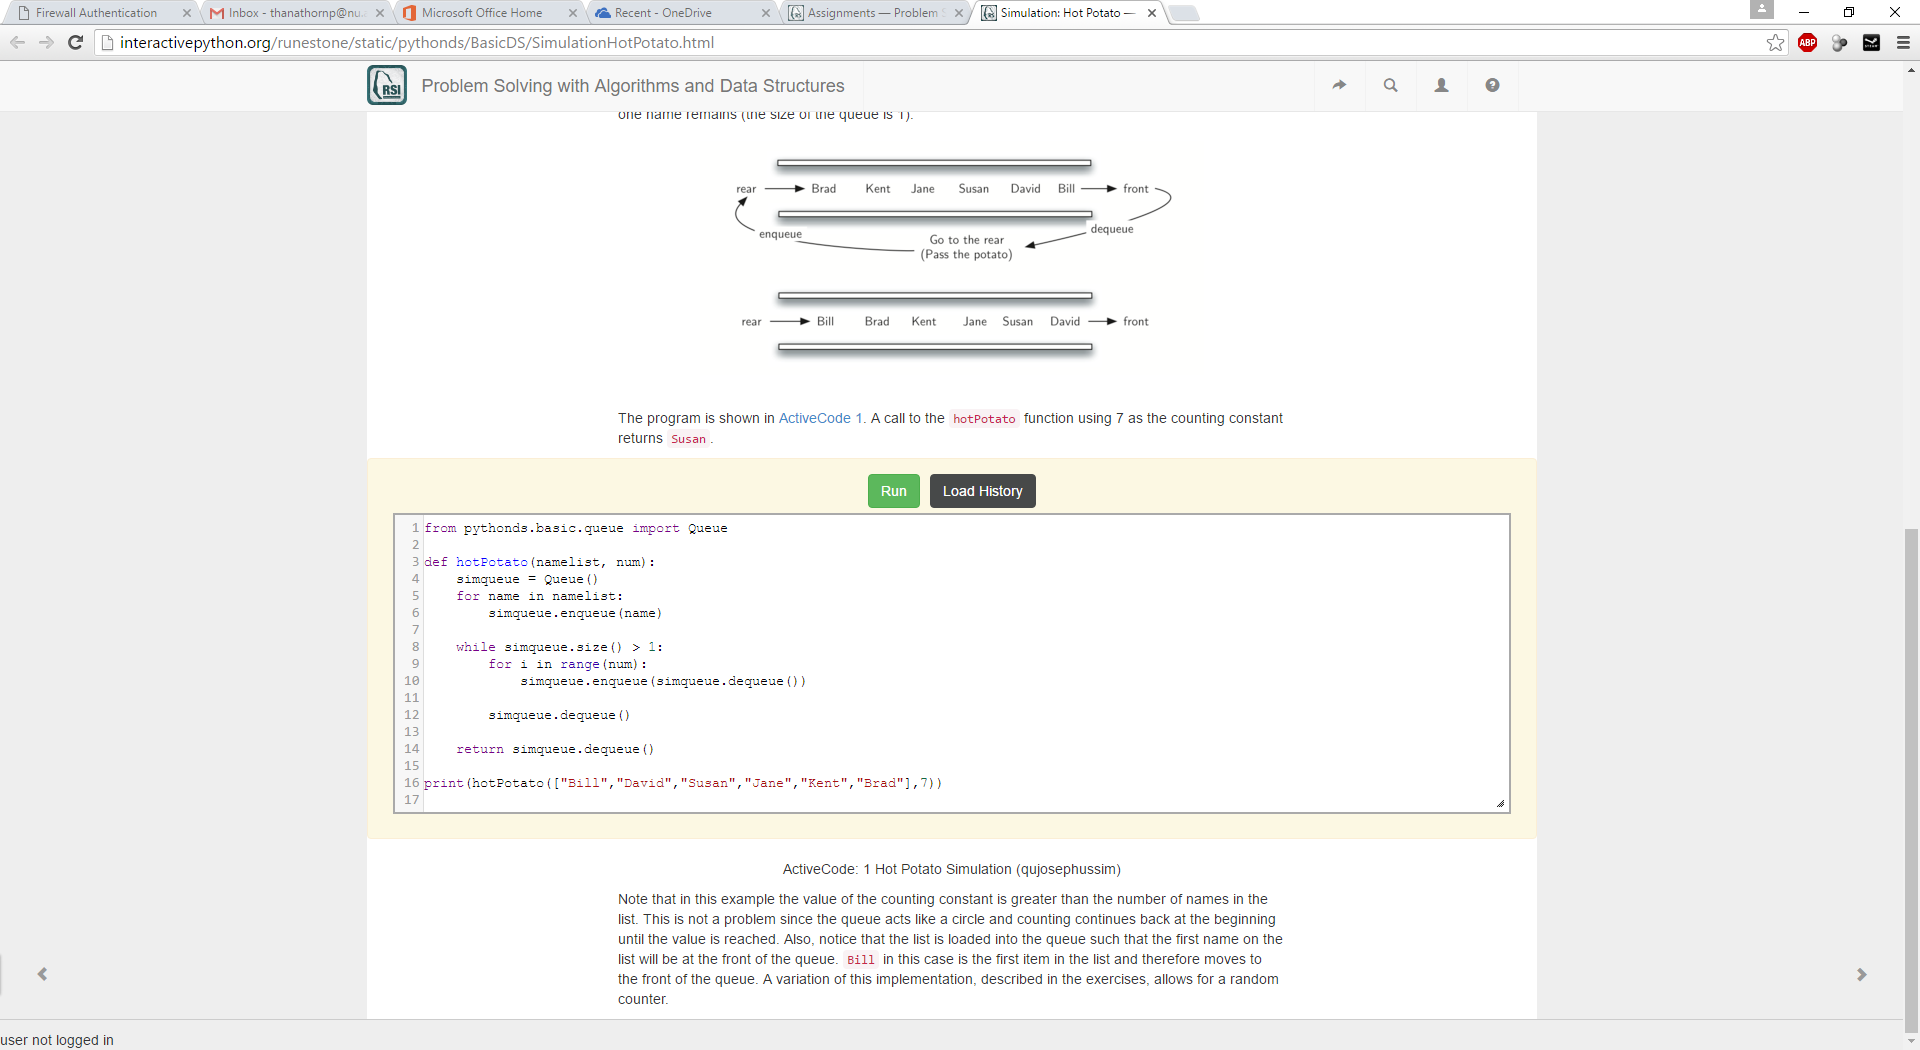 Firewall Authentication
Inbox - thanathornp@nu.
Microsoft Office Home
Recent - OneDrive
Assignments — Problem S
Simulation: Hot Potato —
interactivepython.org/runestone/static/pythonds/BasicDS/SimulationHotPotato.html
ABP
RSI
Problem Solving with Algorithms and Data Structures
one name remains (the size of the queue is 1).
rear Brad Kent Jane Susan David Bill front
enqueue
dequeue
Go to the rear
(Pass the potato)
rear Bill Brad Kent Jane Susan David front
The program is shown in ActiveCode 1. A call to the hotPotato function using 7 as the counting constant
returns Susan .
Run Load History
1 from pythonds.basic.queue import Queue
2
3 def hotPotato(namelist, num):
4     simqueue = Queue()
5     for name in namelist:
6         simqueue.enqueue(name)
7
8     while simqueue.size() > 1:
9         for i in range(num):
10             simqueue.enqueue(simqueue.dequeue())
11
12         simqueue.dequeue()
13
14     return simqueue.dequeue()
15
16 print(hotPotato(["Bill","David","Susan","Jane","Kent","Brad"],7))
17
ActiveCode: 1 Hot Potato Simulation (qujosephussim)
Note that in this example the value of the counting constant is greater than the number of names in the
list. This is not a problem since the queue acts like a circle and counting continues back at the beginning
until the value is reached. Also, notice that the list is loaded into the queue such that the first name on the
list will be at the front of the queue. Bill in this case is the first item in the list and therefore moves to
the front of the queue. A variation of this implementation, described in the exercises, allows for a random
counter.
user not logged in